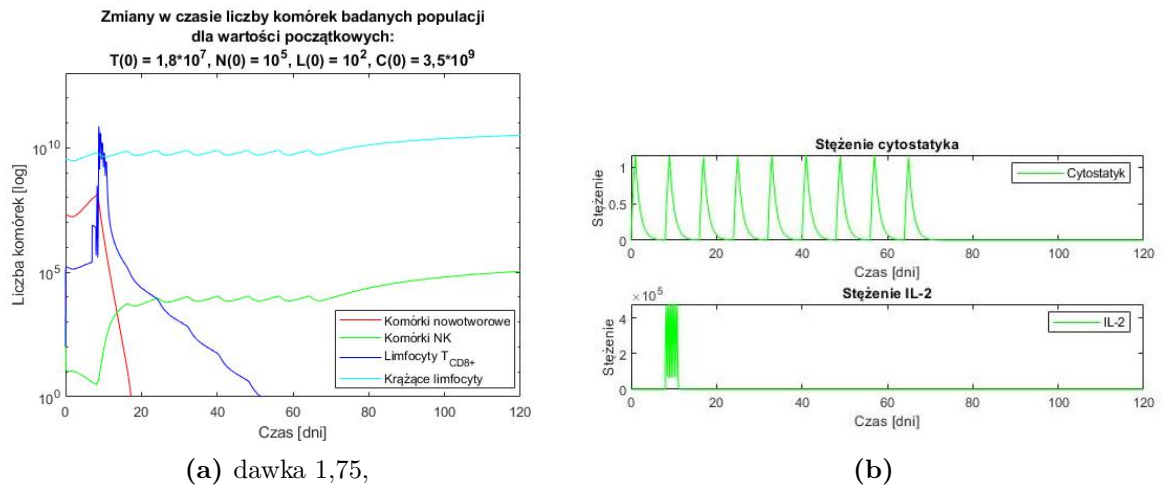 Zmiany w czasie liczby komórek badanych populacji
dla wartości początkowych:
T(0) = 1,8*10^7, N(0) = 10^5, L(0) = 10^2, C(0) = 3,5*10^9
Liczba komórek [log]
10^10
10^5
10^0
0 20 40 60 80 100 120
Czas [dni]
Komórki nowotworowe
Komórki NK
Limfocyty T_CD8+
Krążące limfocyty
(a) dawka 1,75,
Stężenie cytostatyka
Stężenie
1
0.5
0
Cytostatyk
0 20 40 60 80 100 120
Czas [dni]
Stężenie IL-2
×10^5
Stężenie
4
2
0
IL-2
0 20 40 60 80 100 120
Czas [dni]
(b)